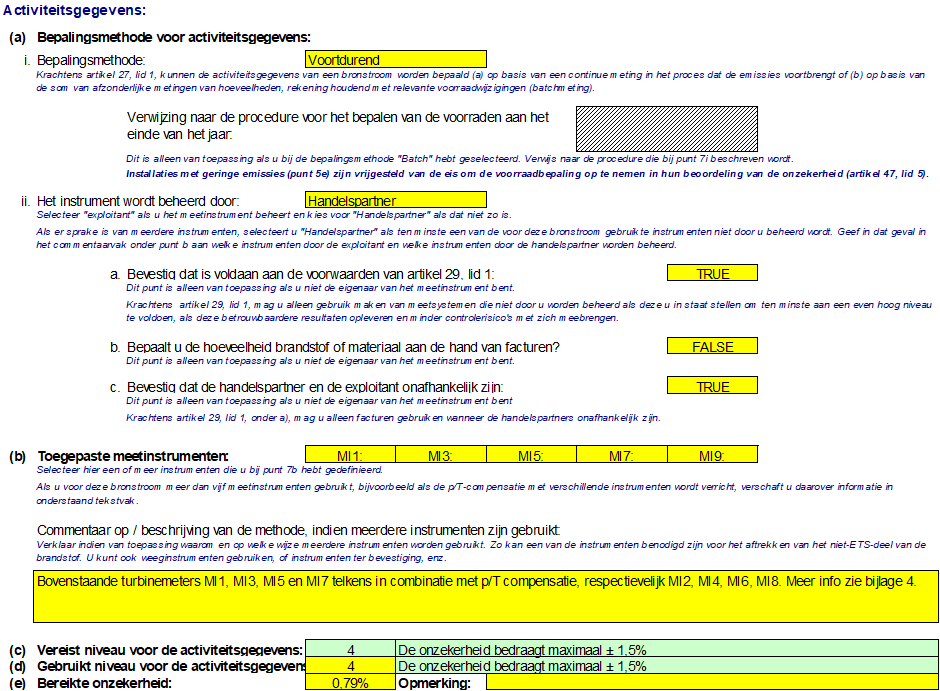 Activiteitsgegevens:
(a) Bepalingsmethode voor activiteitsgegevens:
i. Bepalingsmethode: Voortdurend
Krachtens artikel 27, lid 1, kunnen de activiteitsgegevens van een bronstroom worden bepaald (a) op basis van een continue meting in het proces dat de emissies voortbrengt of (b) op basis van
de som van afzonderlijke metingen van hoeveelheden, rekening houdend met relevante voorraadwijzigingen (batchmeting).
Verwijzing naar de procedure voor het bepalen van de voorraden aan het
einde van het jaar:
Dit is alleen van toepassing als u bij de bepalingsmethode "Batch" hebt geselecteerd. Verwijs naar de procedure die bij punt 7i beschreven wordt.
Installaties met geringe emissies (punt 5e) zijn vrijgesteld van de eis om de voorraadbepaling op te nemen in hun beoordeling van de onzekerheid (artikel 47, lid 5).
ii. Het instrument wordt beheerd door: Handelspartner
Selecteer "exploitant" als u het meetinstrument beheert en kies voor "Handelspartner" als dat niet zo is.
Als er sprake is van meerdere instrumenten, selecteert u "Handelspartner" als ten minste een van de voor deze bronstroom gebruikte instrumenten niet door u beheerd wordt. Geef in dat geval in
het commentaarvak onder punt b aan welke instrumenten door de exploitant en welke instrumenten door de handelspartner worden beheerd.
a. Bevestig dat is voldaan aan de voorwaarden van artikel 29, lid 1: TRUE
Dit punt is alleen van toepassing als u niet de eigenaar van het meetinstrument bent.
Krachtens artikel 29, lid 1, mag u alleen gebruik maken van meetsystemen die niet door u worden beheerd als deze u in staat stellen om ten minste aan een even hoog niveau
te voldoen, als deze betrouwbaardere resultaten opleveren en minder controlerisico's met zich meebrengen.
b. Bepaalt u de hoeveelheid brandstof of materiaal aan de hand van facturen? FALSE
Dit punt is alleen van toepassing als u niet de eigenaar van het meetinstrument bent.
c. Bevestig dat de handelspartner en de exploitant onafhankelijk zijn: TRUE
Dit punt is alleen van toepassing als u niet de eigenaar van het meetinstrument bent
Krachtens artikel 29, lid 1, onder a), mag u alleen facturen gebruiken wanneer de handelspartners onafhankelijk zijn.
(b) Toegepaste meetinstrumenten: MI1: MI3: MI5: MI7: MI9:
Selecteer hier een of meer instrumenten die u bij punt 7b hebt gedefinieerd.
Als u voor deze bronstroom meer dan vijf meetinstrumenten gebruikt, bijvoorbeeld als de p/T-compensatie met verschillende instrumenten wordt verricht, verschaft u daarover informatie in
onderstaand tekstvak.
Commentaar op / beschrijving van de methode, indien meerdere instrumenten zijn gebruikt:
Verklaar indien van toepassing waarom en op welke wijze meerdere instrumenten worden gebruikt. Zo kan een van de instrumenten benodigd zijn voor het aftrekken van het niet-ETS-deel van de
brandstof. U kunt ook weeginstrumenten gebruiken, of instrumenten ter bevestiging, enz.
Bovenstaande turbinemeters MI1, MI3, MI5 en MI7 telkens in combinatie met p/T compensatie, respectievelijk MI2, MI4, MI6, MI8. Meer info zie bijlage 4.
(c) Vereist niveau voor de activiteitsgegevens: 4 De onzekerheid bedraagt maximaal ± 1,5%
(d) Gebruikt niveau voor de activiteitsgegevens 4 De onzekerheid bedraagt maximaal ± 1,5%
(e) Bereikte onzekerheid: 0,79% Opmerking: